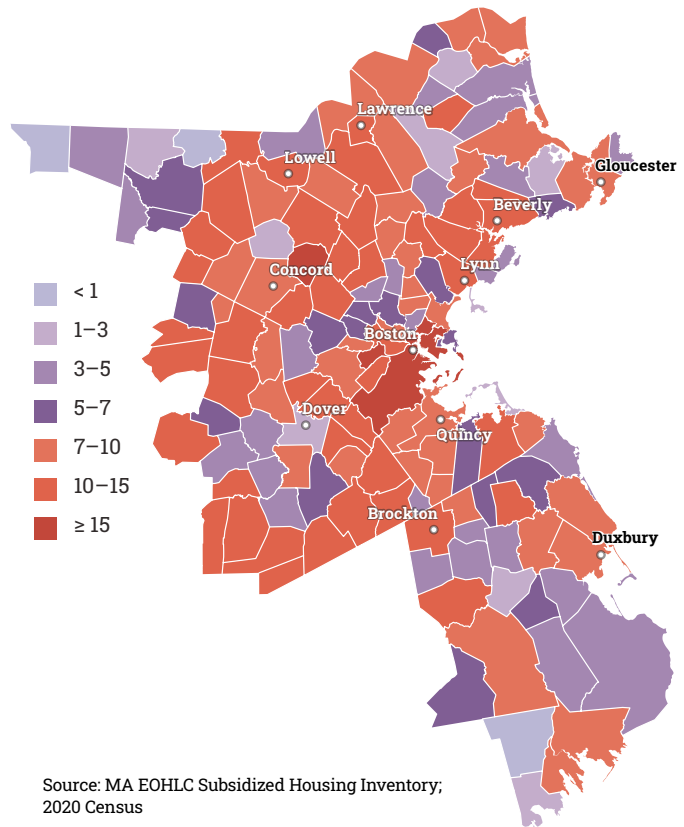 Lawrence
Lowell
Gloucester
Beverly
Concord
Lynn
< 1
1–3
3–5
5–7
7–10
10–15
≥ 15
Boston
Dover
Quincy
Brockton
Duxbury
Source: MA EOHLC Subsidized Housing Inventory;
2020 Census